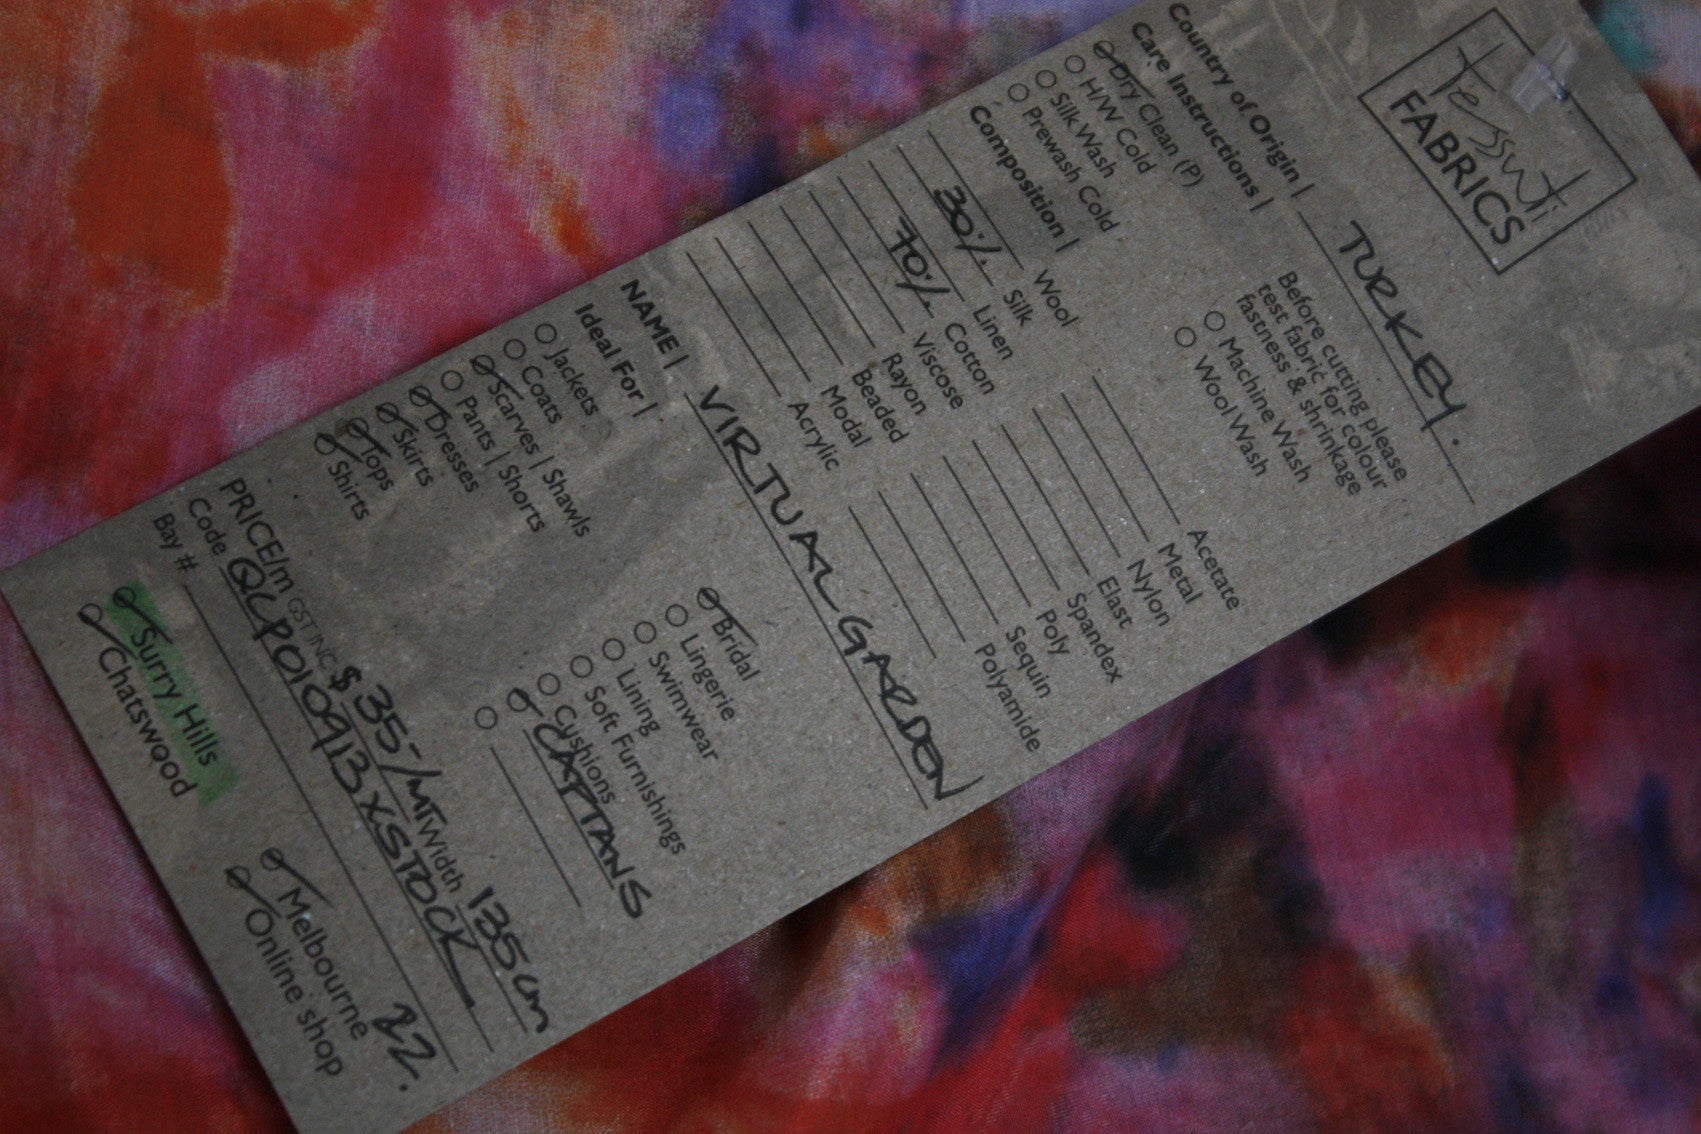 Tessuti
FABRICS
Country of Origin | TURKEY.
Care Instructions |
Dry Clean (P)
H/W Cold
Silk Wash
Prewash Cold
Before cutting please
test fabric for colour
fastness & shrinkage
Machine Wash
Wool Wash
Composition |
Wool
30% Silk
Linen
70% Cotton
Viscose
Rayon
Beaded
Modal
Acrylic
Acetate
Metal
Nylon
Elast
Spandex
Poly
Sequin
Polyamide
NAME | VIRTUAL GARDEN
Ideal For |
Jackets
Coats
Scarves | Shawls
Pants | Shorts
Dresses
Skirts
Tops
Shirts
Bridal
Lingerie
Swimwear
Lining
Soft Furnishings
Cushions
CAFTANS
PRICE/m GST INC $35-/MT Width 135cm
Code QLP010913XSTOCK
Bay # 32.
Surry Hills
Chatswood
Melbourne
Online shop